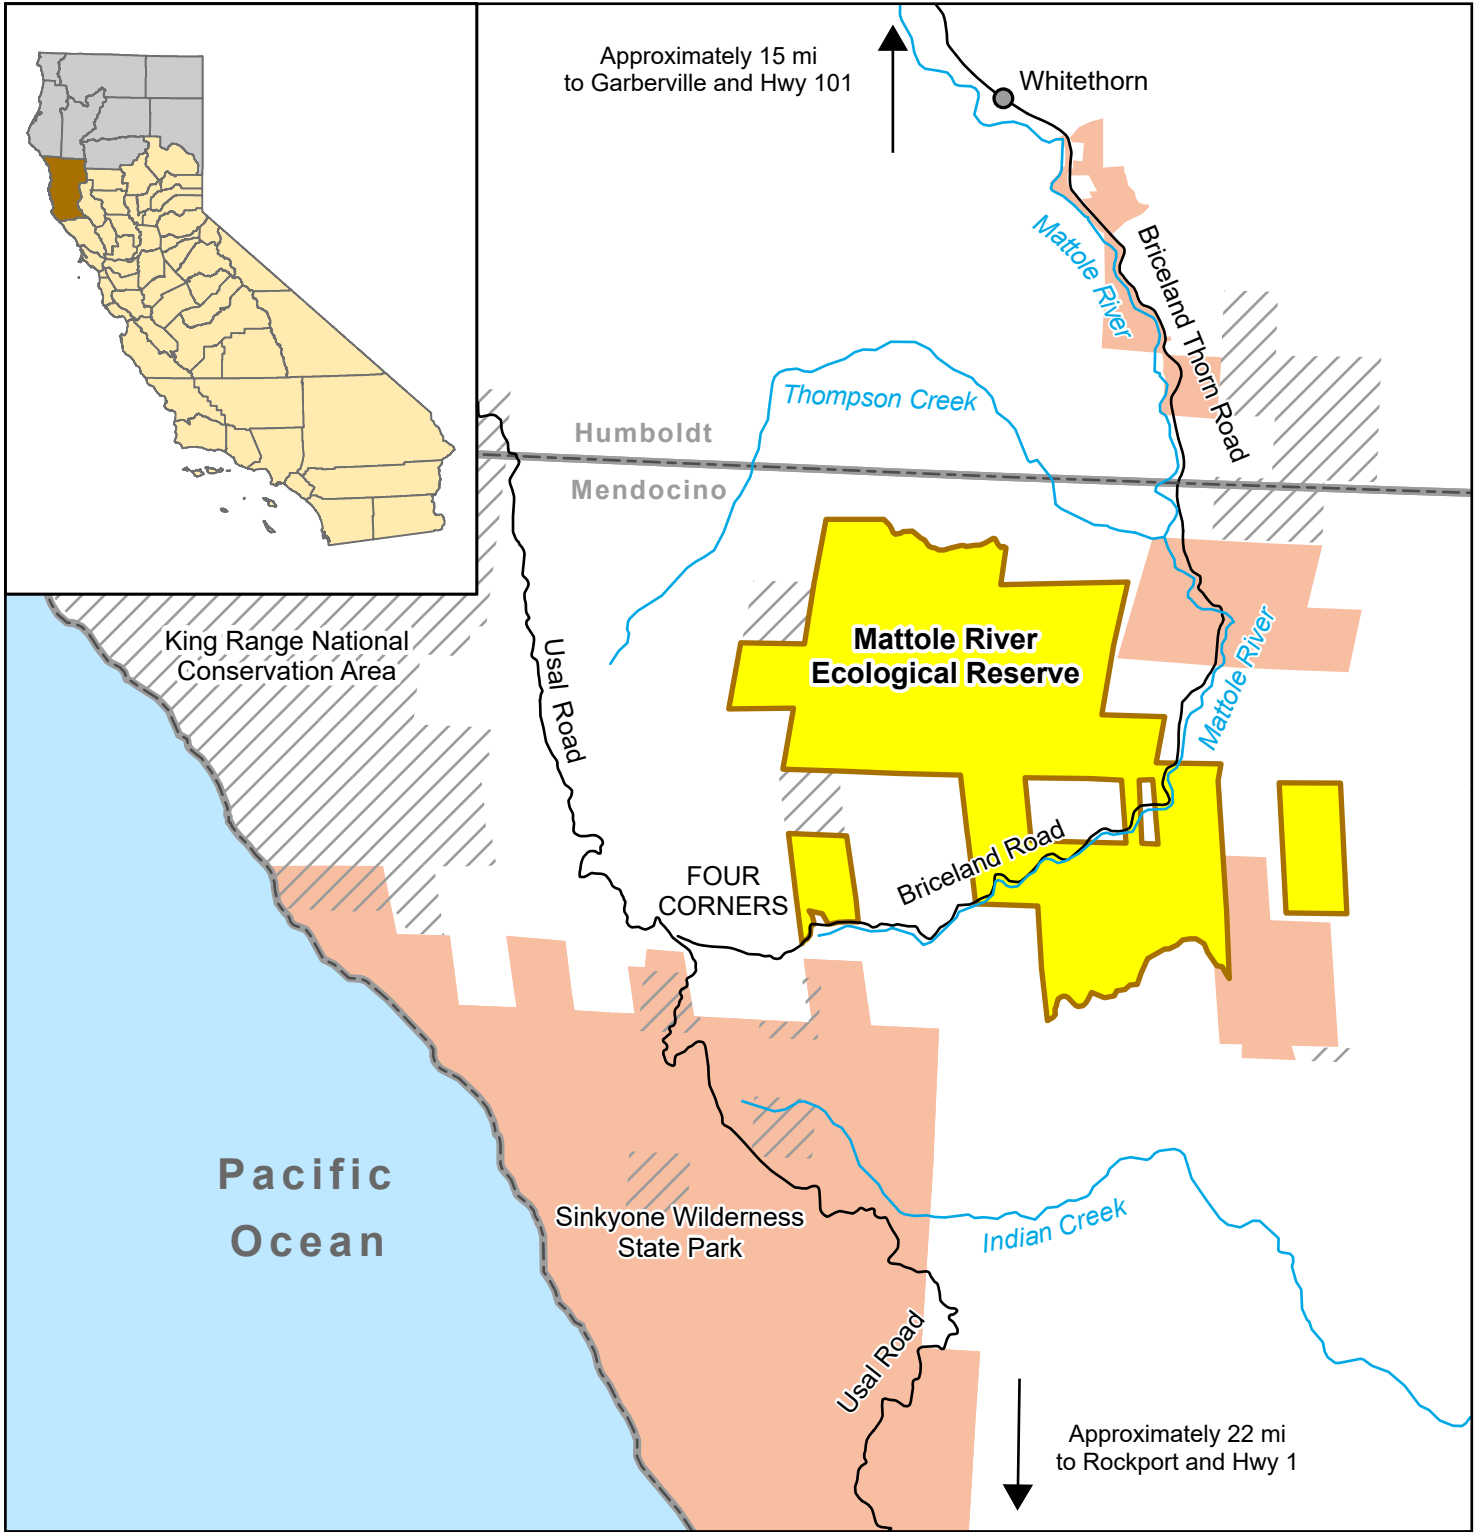 Approximately 15 mi
to Garberville and Hwy 101
Whitethorn
Mattole River
Briceland Thorn Road
Thompson Creek
Humboldt
Mendocino
King Range National
Conservation Area
Usal Road
Mattole River
Ecological Reserve
Mattole River
Briceland Road
FOUR
CORNERS
Pacific
Ocean
Sinkyone Wilderness
State Park
Indian Creek
Usal Road
Approximately 22 mi
to Rockport and Hwy 1